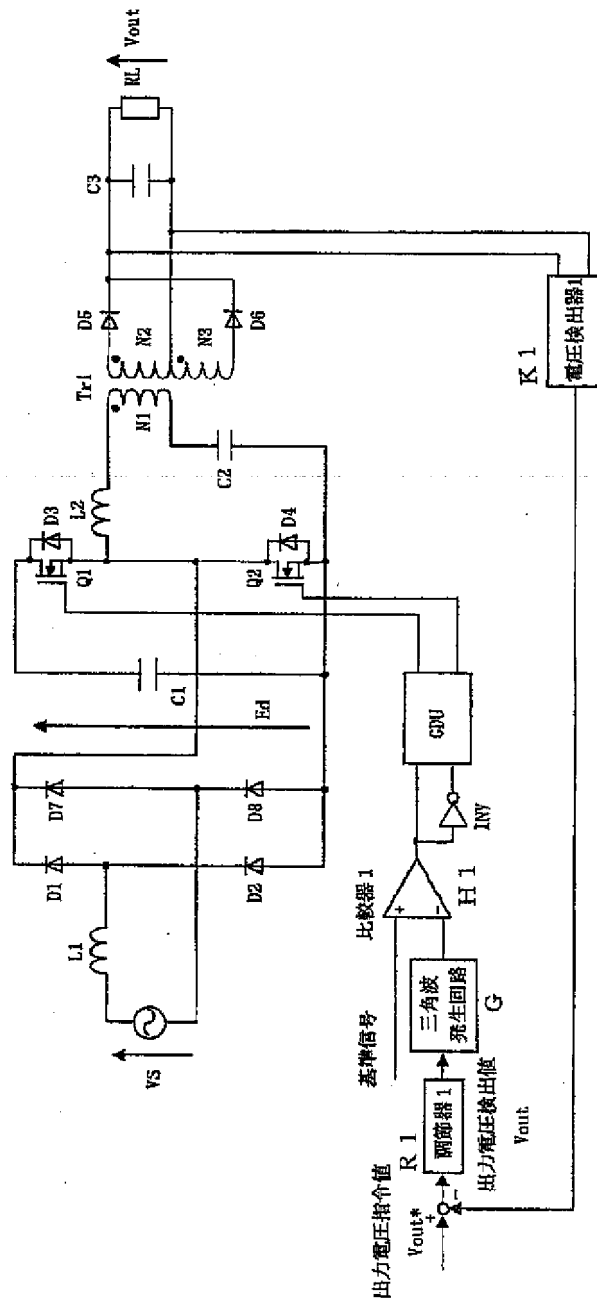 VS
L1
D1
D7
D2
D8
Ed
C1
Q1
D3
L2
Q2
D4
Tr1
N1
N2
N3
C2
D5
D6
C3
RL
Vout
出力電圧指令値
Vout*
+
-
R1
調節器1
出力電圧検出値
Vout
三角波
発生回路
G
基準信号
比較器1
+
-
H1
INV
GDU
K1
電圧検出器1